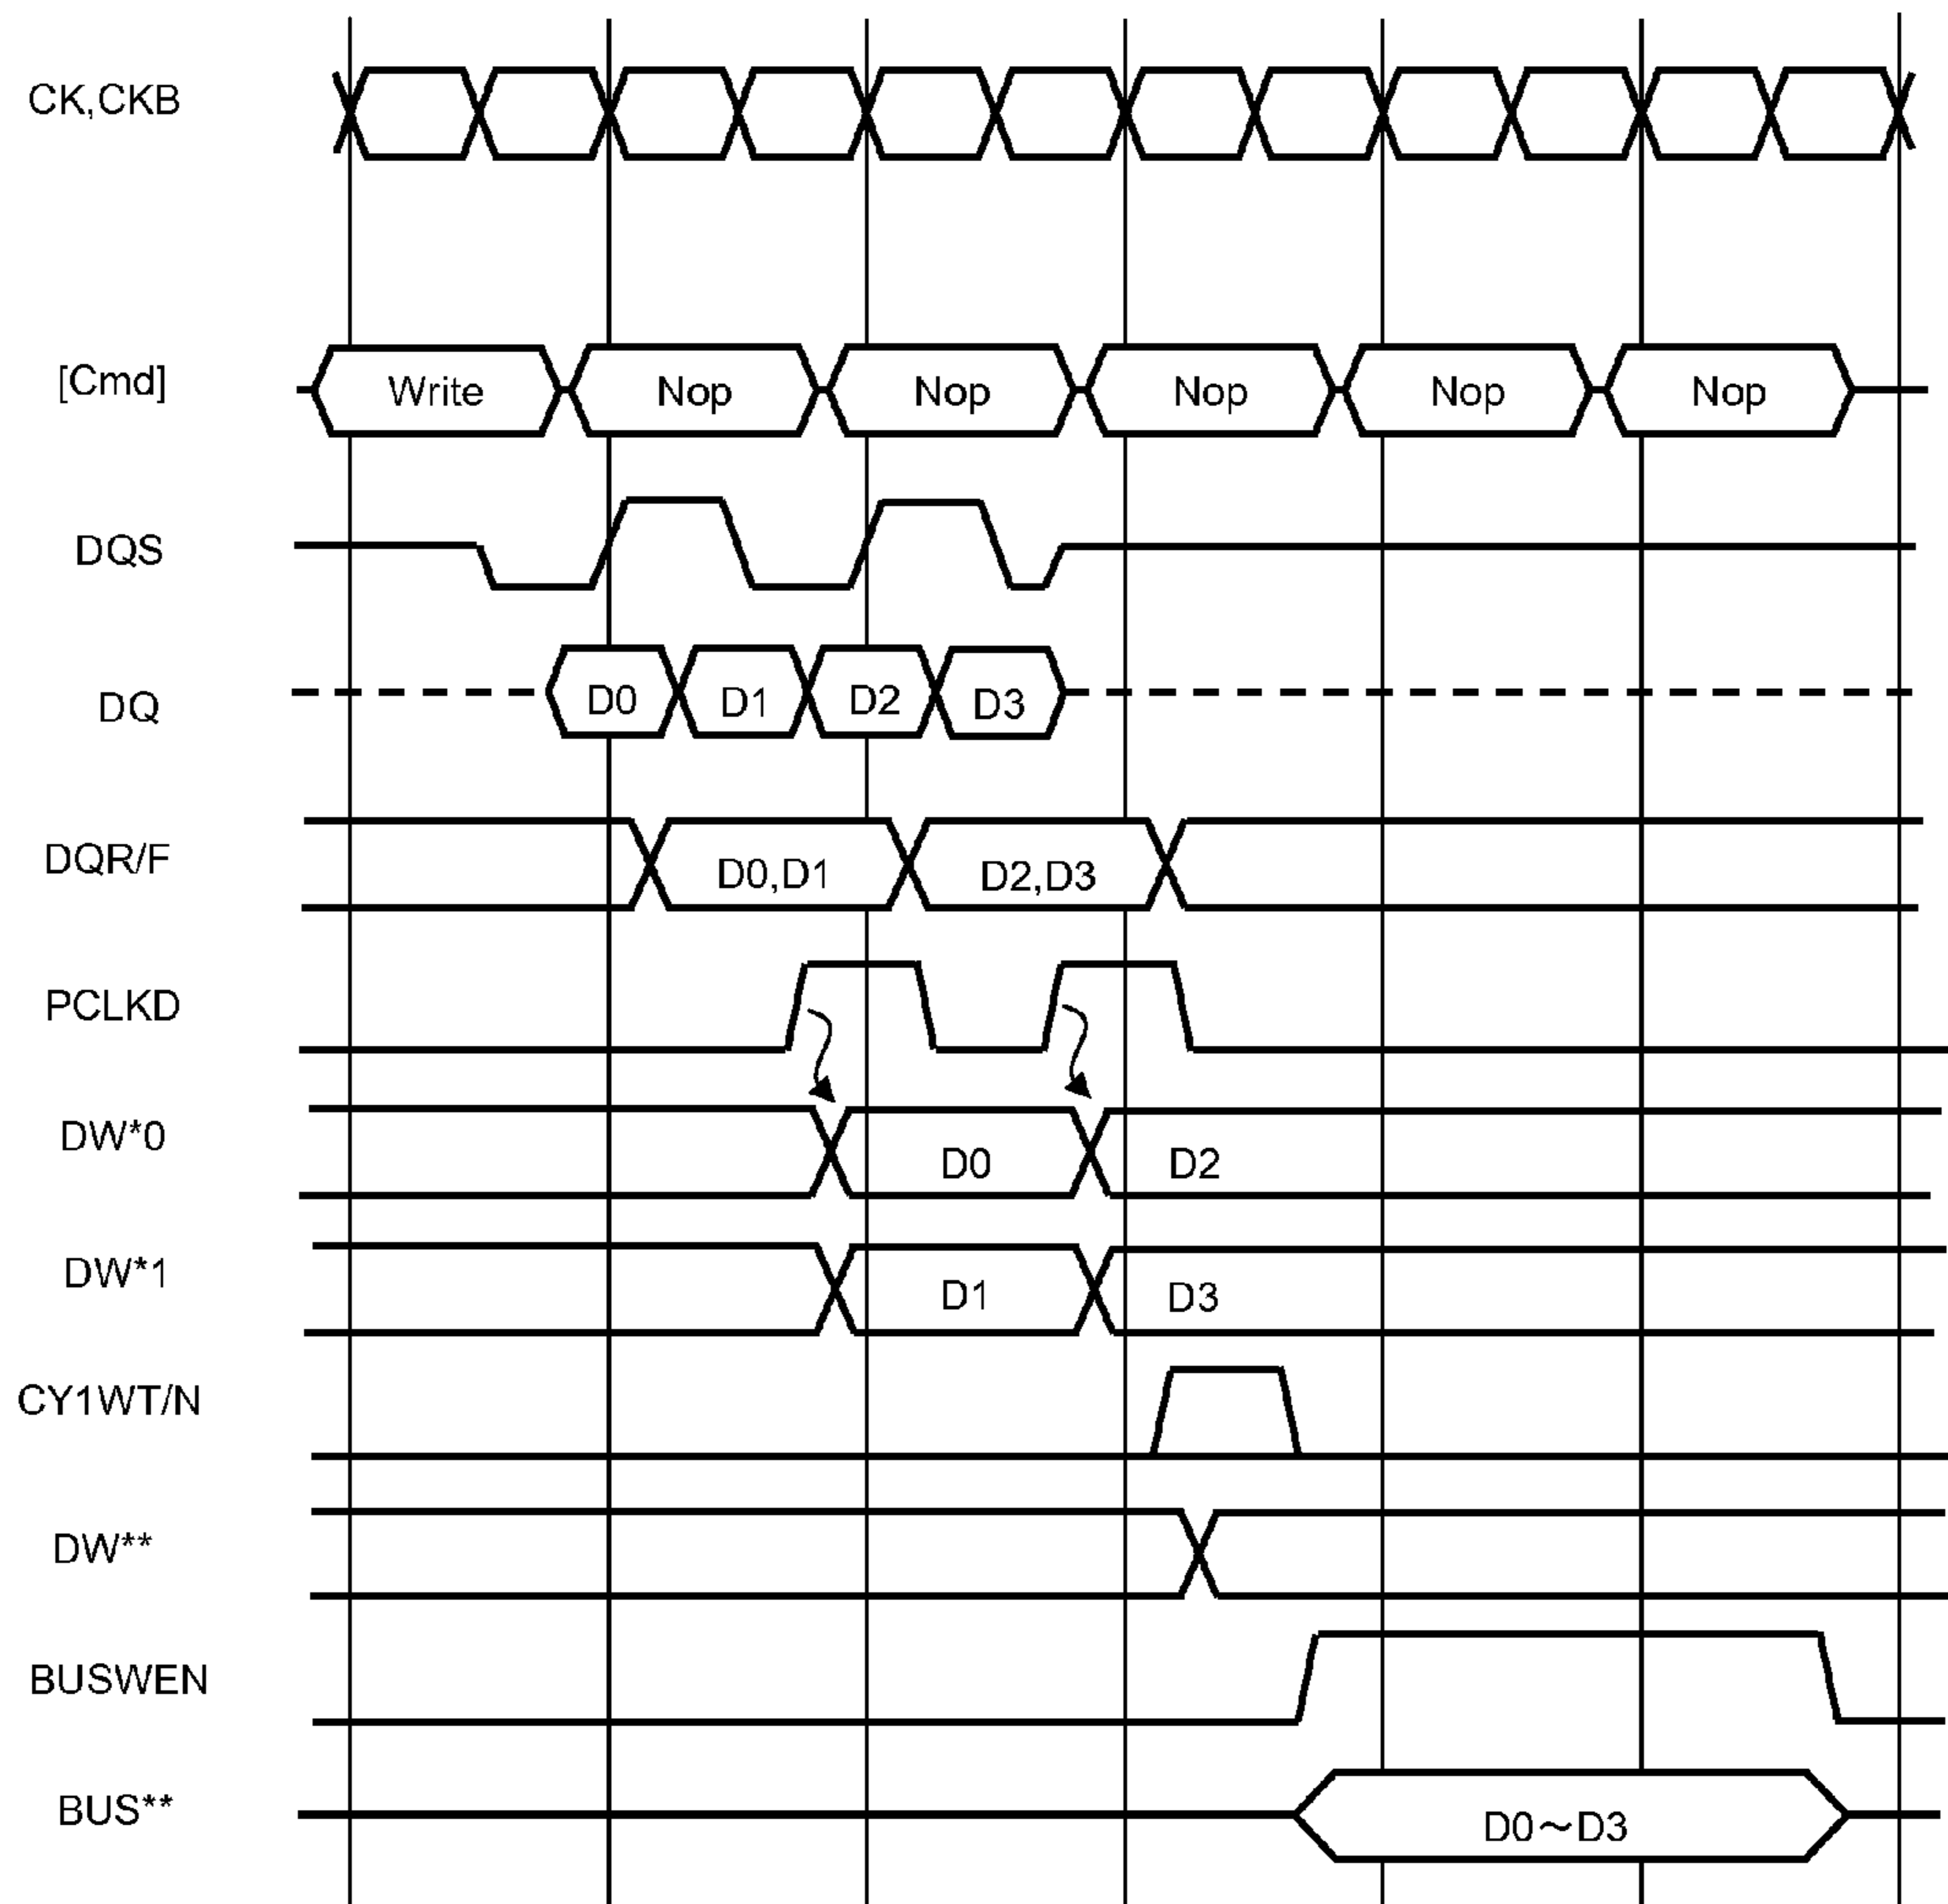 CK,CKB
[Cmd] Write Nop Nop Nop Nop Nop
DQS
DQ D0 D1 D2 D3
DQR/F D0,D1 D2,D3
PCLKD
DW*0 D0 D2
DW*1 D1 D3
CY1WT/N
DW**
BUSWEN
BUS** D0～D3